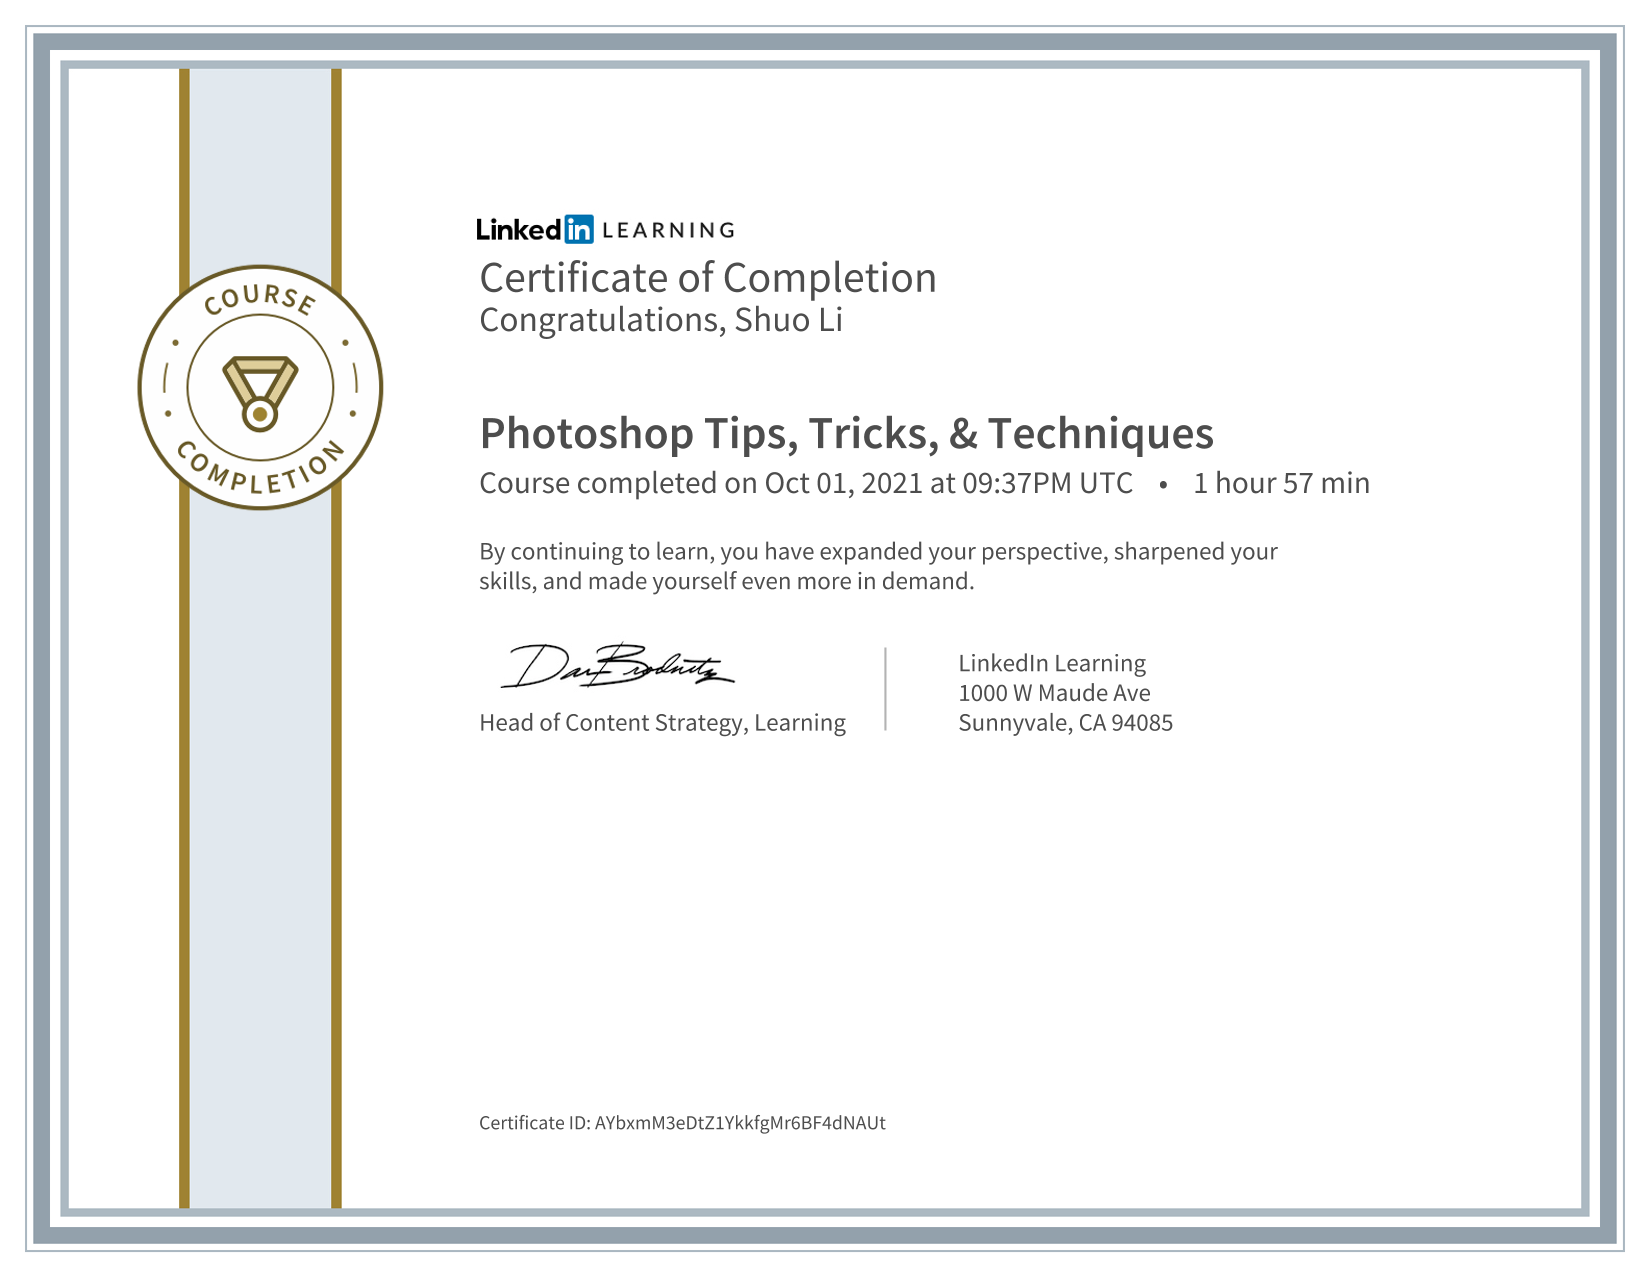 LinkedIn LEARNING
Certificate of Completion
Congratulations, Shuo Li
COURSE
COMPLETION
Photoshop Tips, Tricks, & Techniques
Course completed on Oct 01, 2021 at 09:37PM UTC • 1 hour 57 min
By continuing to learn, you have expanded your perspective, sharpened your
skills, and made yourself even more in demand.
Dan Brodnitz
Head of Content Strategy, Learning
LinkedIn Learning
1000 W Maude Ave
Sunnyvale, CA 94085
Certificate ID: AYbxmM3eDtZ1YkkfgMr6BF4dNAUt